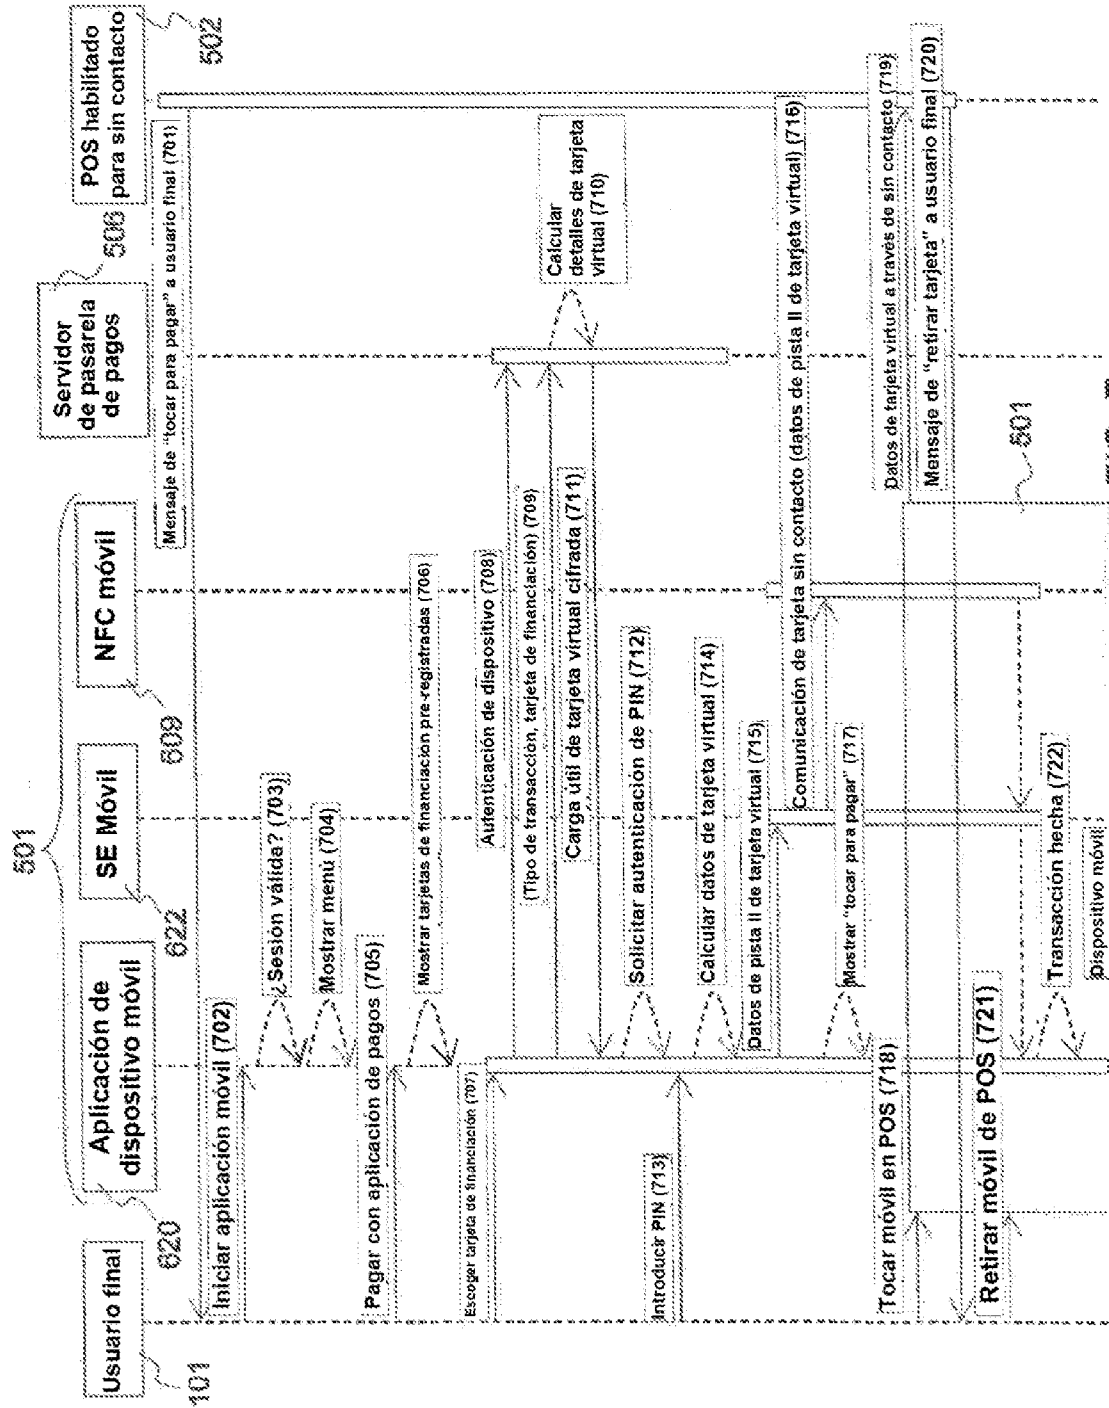 501
Usuario final
101
Aplicación de
dispositivo móvil
620
SE Móvil
622
NFC móvil
609
Servidor
de pasarela
de pagos
506
POS habilitado
para sin contacto
502
Mensaje de "tocar para pagar" a usuario final (701)
Iniciar aplicación móvil (702)
¿Sesión válida? (703)
Mostrar menú (704)
Pagar con aplicación de pagos (705)
Mostrar tarjetas de financiación pre-registradas (706)
Escoger tarjeta de financiación (707)
Autenticación de dispositivo (708)
(Tipo de transacción, tarjeta de financiación) (709)
Calcular
detalles de tarjeta
virtual (710)
Carga útil de tarjeta virtual cifrada (711)
Solicitar autenticación de PIN (712)
Introducir PIN (713)
Calcular datos de tarjeta virtual (714)
Datos de pista II de tarjeta virtual (715)
Comunicación de tarjeta sin contacto (datos de pista II de tarjeta virtual) (716)
Mostrar "tocar para pagar" (717)
Tocar móvil en POS (718)
Datos de tarjeta virtual a través de sin contacto (719)
Mensaje de "retirar tarjeta" a usuario final (720)
Retirar móvil de POS (721)
501
Transacción hecha (722)
Dispositivo móvil